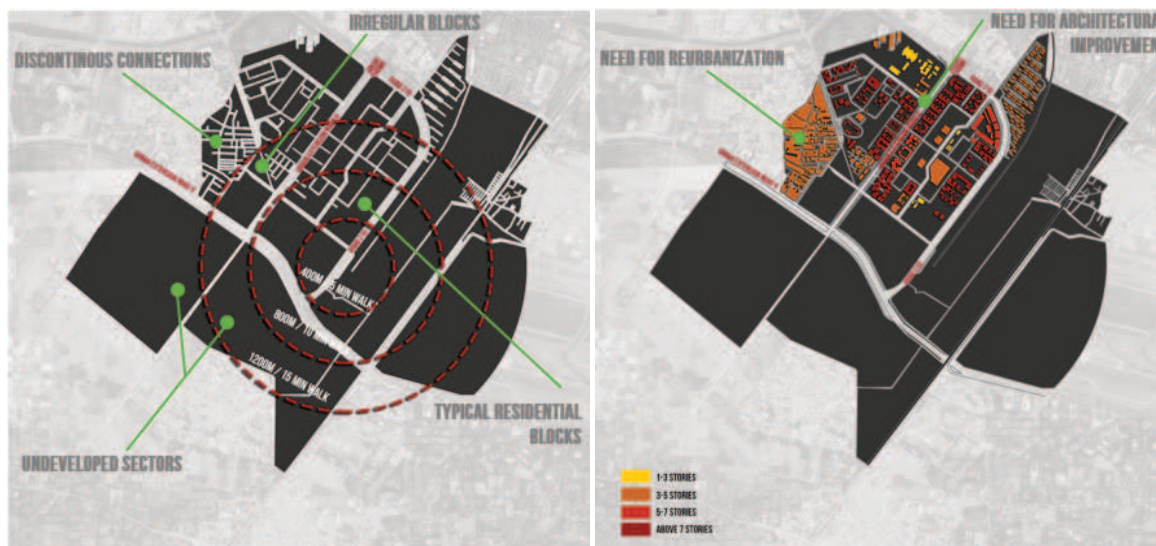 IRREGULAR BLOCKS
DISCONTINOUS CONNECTIONS
400M / 5 MIN WALK
800M / 10 MIN WALK
1200M / 15 MIN WALK
TYPICAL RESIDENTIAL
BLOCKS
UNDEVELOPED SECTORS
NEED FOR ARCHITECTURA
IMPROVEMEN
NEED FOR REURBANIZATION
1-3 STORIES
3-5 STORIES
5-7 STORIES
ABOVE 7 STORIES